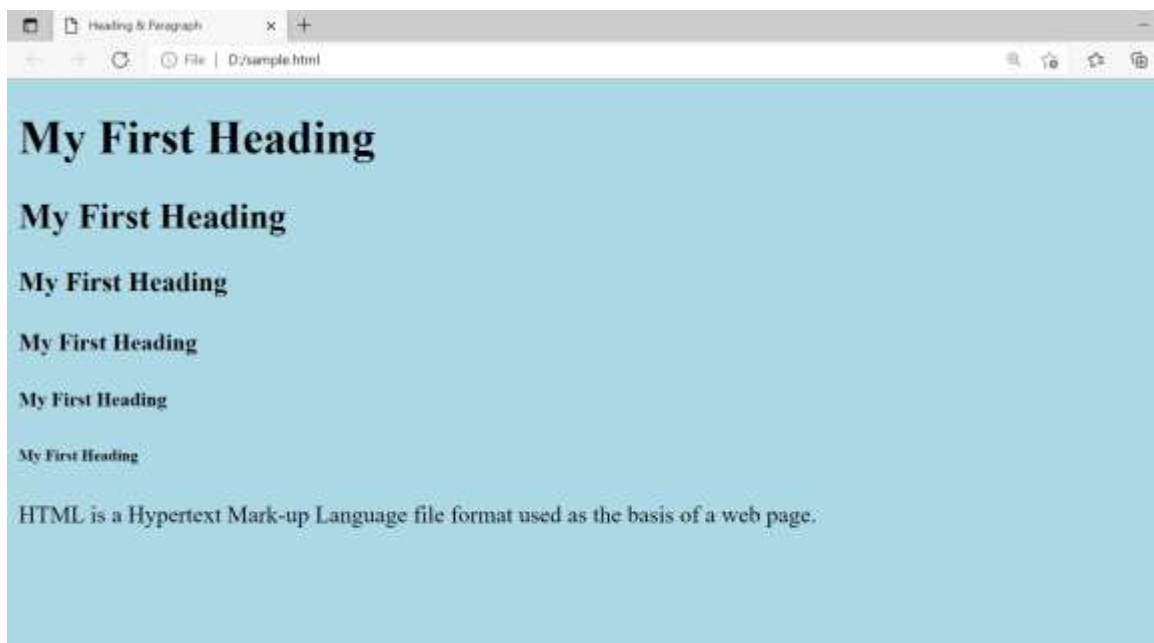 Heading & Paragraph
File | D:/sample.html
My First Heading
My First Heading
My First Heading
My First Heading
My First Heading
My First Heading
HTML is a Hypertext Mark-up Language file format used as the basis of a web page.